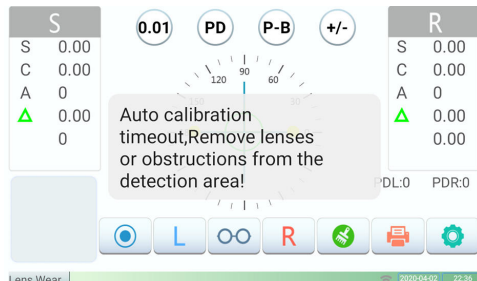 S
0.01 PD P-B +/-
R
S 0.00
C 0.00
A 0
0.00
0
S 0.00
C 0.00
A 0
0.00
0.00
120 90 60
150 30
Auto calibration
timeout,Remove lenses
or obstructions from the
detection area!
PDL:0 PDR:0
L R
Lens Wear
2020-04-02 22:36